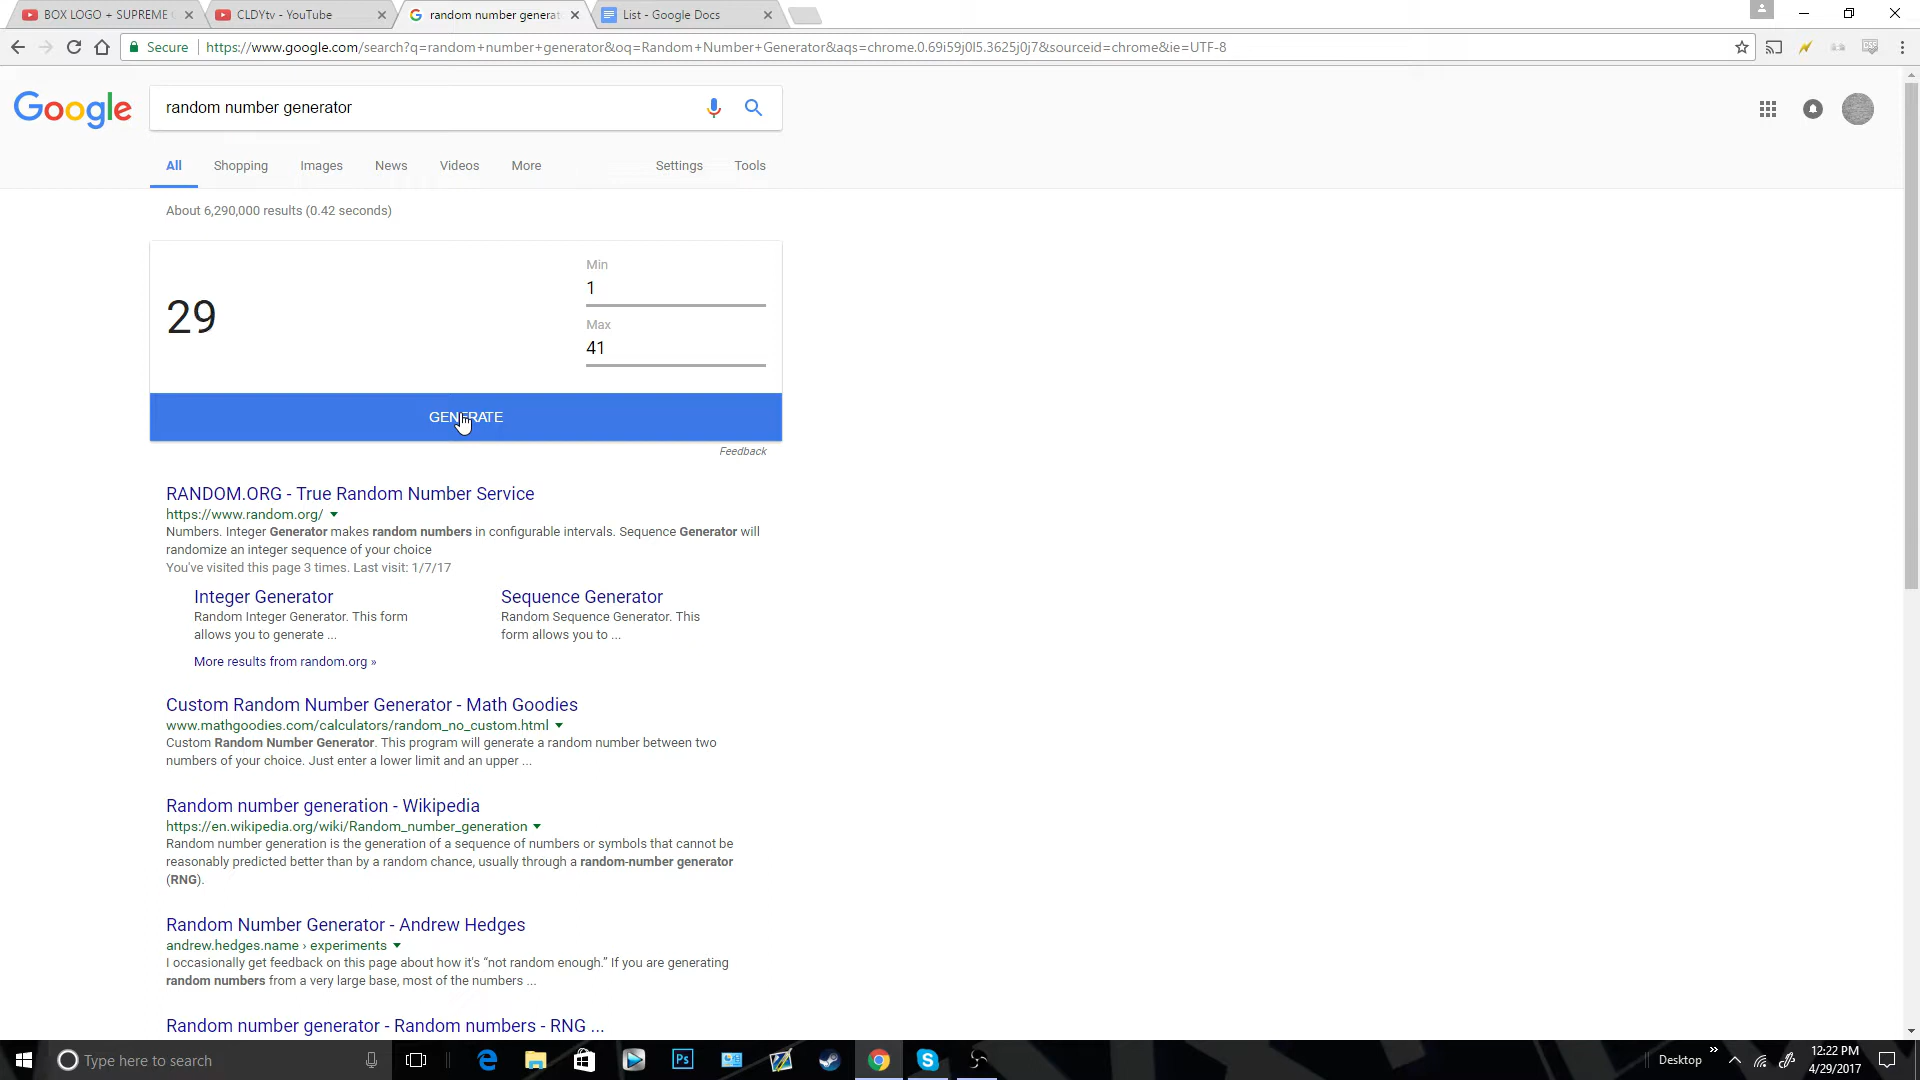 BOX LOGO + SUPREME
CLDYtv - YouTube
random number generat
List - Google Docs
Secure
https://www.google.com/search?q=random+number+generator&oq=Random+Number+Generator&aqs=chrome.0.69i59j0l5.3625j0j7&sourceid=chrome&ie=UTF-8
Google
random number generator
All Shopping Images News Videos More Settings Tools
About 6,290,000 results (0.42 seconds)
Min
1
29
Max
41
GENERATE
Feedback
RANDOM.ORG - True Random Number Service
https://www.random.org/
Numbers. Integer Generator makes random numbers in configurable intervals. Sequence Generator will
randomize an integer sequence of your choice
You've visited this page 3 times. Last visit: 1/7/17
Integer Generator
Random Integer Generator. This form
allows you to generate ...
Sequence Generator
Random Sequence Generator. This
form allows you to ...
More results from random.org »
Custom Random Number Generator - Math Goodies
www.mathgoodies.com/calculators/random_no_custom.html
Custom Random Number Generator. This program will generate a random number between two
numbers of your choice. Just enter a lower limit and an upper ...
Random number generation - Wikipedia
https://en.wikipedia.org/wiki/Random_number_generation
Random number generation is the generation of a sequence of numbers or symbols that cannot be
reasonably predicted better than by a random chance, usually through a random-number generator
(RNG).
Random Number Generator - Andrew Hedges
andrew.hedges.name › experiments
I occasionally get feedback on this page about how it's “not random enough.” If you are generating
random numbers from a very large base, most of the numbers ...
Random number generator - Random numbers - RNG ...
Type here to search
Ps
Desktop
12:22 PM
4/29/2017